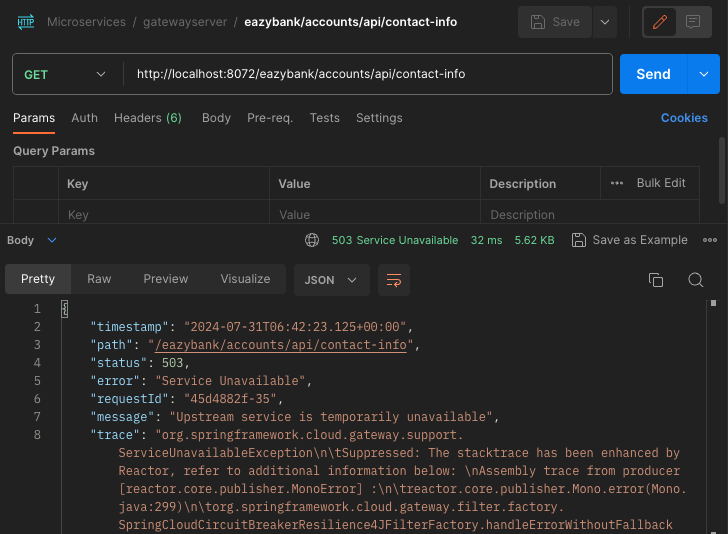 HTTP Microservices / gatewayserver / eazybank/accounts/api/contact-info Save
GET http://localhost:8072/eazybank/accounts/api/contact-info Send
Params Auth Headers (6) Body Pre-req. Tests Settings Cookies
Query Params
Key Value Description ••• Bulk Edit
Key Value Description
Body 503 Service Unavailable 32 ms 5.62 KB Save as Example •••
Pretty Raw Preview Visualize JSON
1 {
2 "timestamp": "2024-07-31T06:42:23.125+00:00",
3 "path": "/eazybank/accounts/api/contact-info",
4 "status": 503,
5 "error": "Service Unavailable",
6 "requestId": "45d4882f-35",
7 "message": "Upstream service is temporarily unavailable",
8 "trace": "org.springframework.cloud.gateway.support.
ServiceUnavailableException\n\tSuppressed: The stacktrace has been enhanced by
Reactor, refer to additional information below: \nAssembly trace from producer
[reactor.core.publisher.MonoError] :\n\treactor.core.publisher.Mono.error(Mono.
java:299)\n\torg.springframework.cloud.gateway.filter.factory.
SpringCloudCircuitBreakerResilience4JFilterFactory.handleErrorWithoutFallback